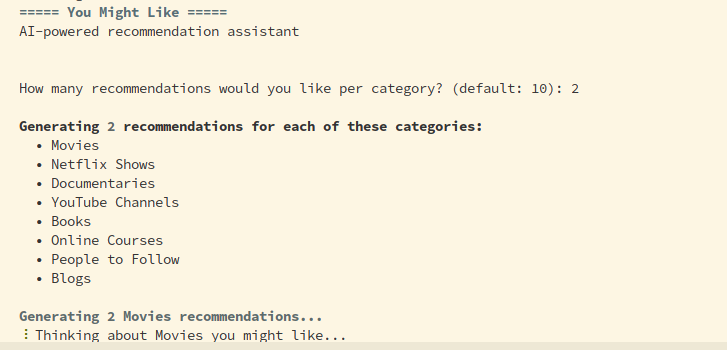 ===== You Might Like =====
AI-powered recommendation assistant
How many recommendations would you like per category? (default: 10): 2
Generating 2 recommendations for each of these categories:
• Movies
• Netflix Shows
• Documentaries
• YouTube Channels
• Books
• Online Courses
• People to Follow
• Blogs
Generating 2 Movies recommendations...
⠸ Thinking about Movies you might like...